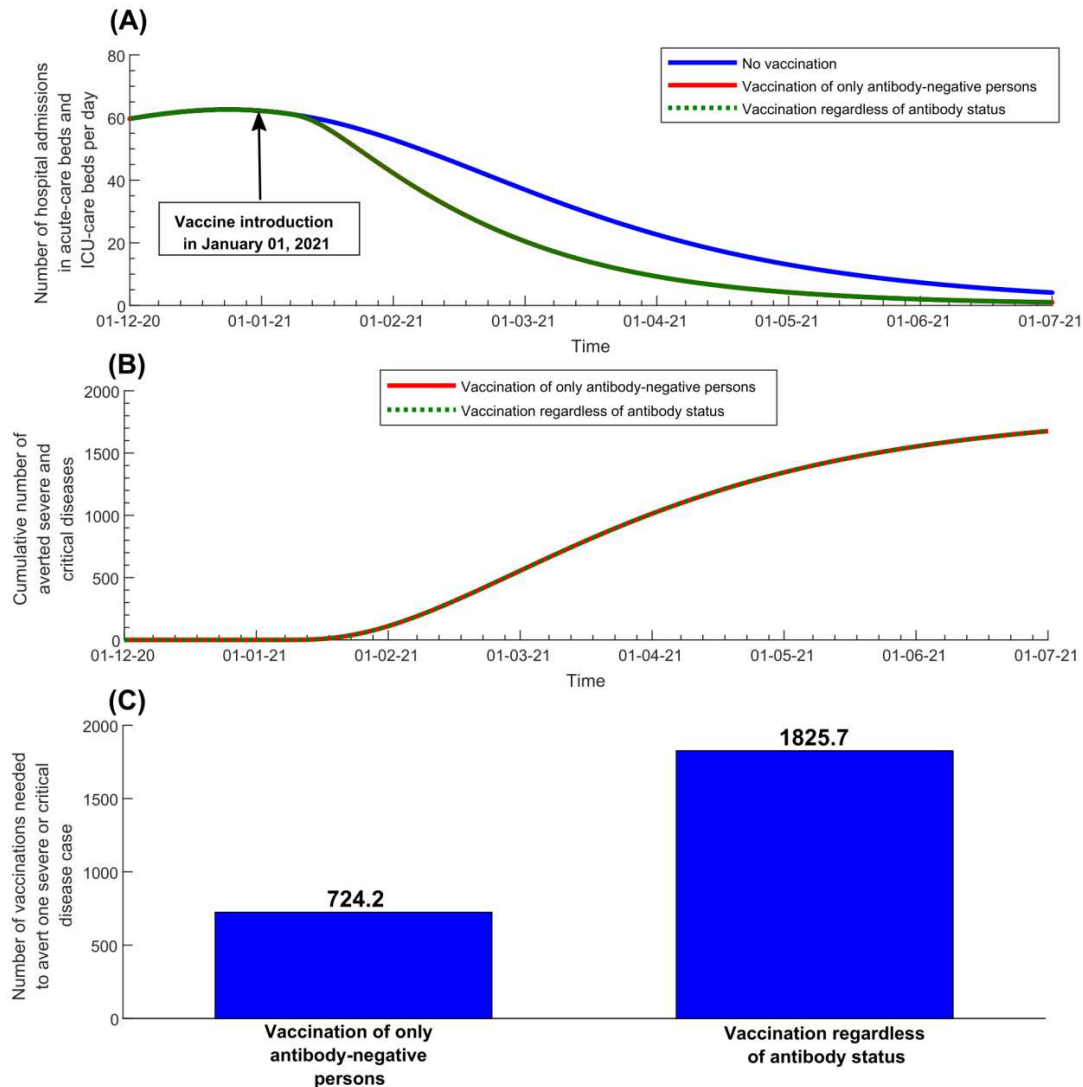 (A)
Number of hospital admissions
in acute-care beds and
ICU-care beds per day
80
60
40
20
0
No vaccination
Vaccination of only antibody-negative persons
Vaccination regardless of antibody status
Vaccine introduction
in January 01, 2021
01-12-20 01-01-21 01-02-21 01-03-21 01-04-21 01-05-21 01-06-21 01-07-21
Time
(B)
Cumulative number of
averted severe and
critical diseases
2000
1500
1000
500
0
Vaccination of only antibody-negative persons
Vaccination regardless of antibody status
01-12-20 01-01-21 01-02-21 01-03-21 01-04-21 01-05-21 01-06-21 01-07-21
Time
(C)
Number of vaccinations needed
to avert one severe or critical
disease case
2000
1500
1000
500
0
724.2
1825.7
Vaccination of only
antibody-negative
persons
Vaccination regardless
of antibody status